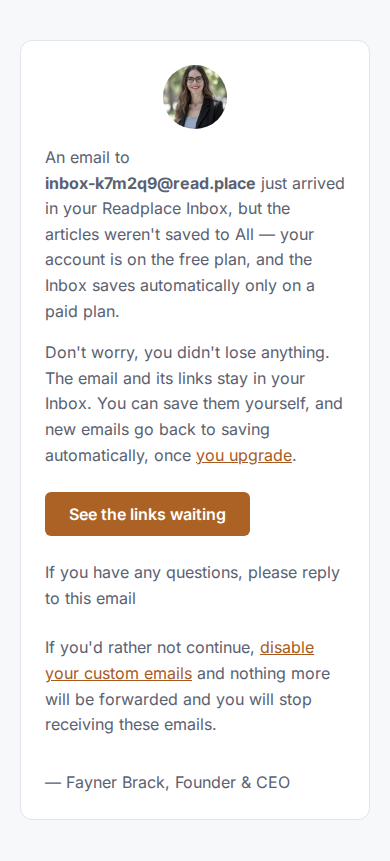 An email to
inbox-k7m2q9@read.place just arrived
in your Readplace Inbox, but the
articles weren't saved to All — your
account is on the free plan, and the
Inbox saves automatically only on a
paid plan.
Don't worry, you didn't lose anything.
The email and its links stay in your
Inbox. You can save them yourself, and
new emails go back to saving
automatically, once you upgrade.
See the links waiting
If you have any questions, please reply
to this email
If you'd rather not continue, disable
your custom emails and nothing more
will be forwarded and you will stop
receiving these emails.
— Fayner Brack, Founder & CEO